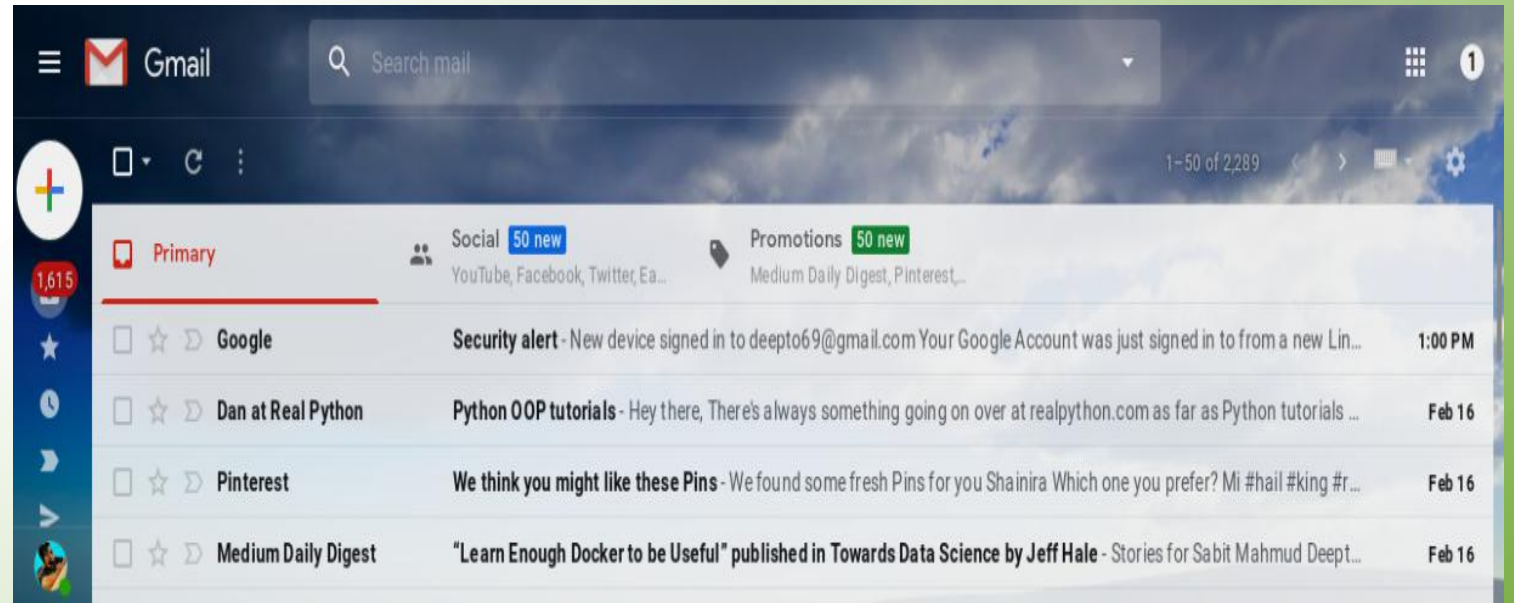 Gmail
Search mail
1
1–50 of 2,289
Primary
Social 50 new
YouTube, Facebook, Twitter, Ea...
Promotions 50 new
Medium Daily Digest, Pinterest,...
1,615
Google Security alert - New device signed in to deepto69@gmail.com Your Google Account was just signed in to from a new Lin... 1:00 PM
Dan at Real Python Python OOP tutorials - Hey there, There's always something going on over at realpython.com as far as Python tutorials ... Feb 16
Pinterest We think you might like these Pins - We found some fresh Pins for you Shainira Which one you prefer? Mi #hail #king #r... Feb 16
Medium Daily Digest “Learn Enough Docker to be Useful” published in Towards Data Science by Jeff Hale - Stories for Sabit Mahmud Deept... Feb 16